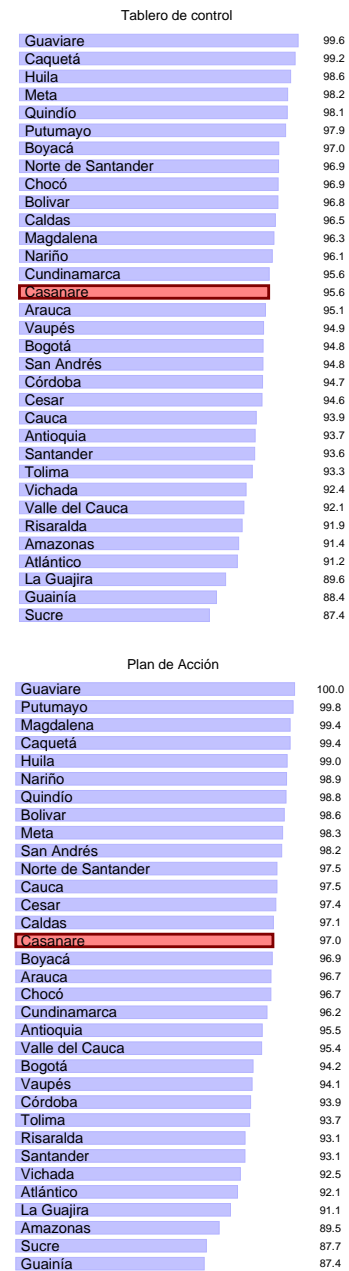 Tablero de control
Guaviare 99.6
Caquetá 99.2
Huila 98.6
Meta 98.2
Quindío 98.1
Putumayo 97.9
Boyacá 97.0
Norte de Santander 96.9
Chocó 96.9
Bolivar 96.8
Caldas 96.5
Magdalena 96.3
Nariño 96.1
Cundinamarca 95.6
Casanare 95.6
Arauca 95.1
Vaupés 94.9
Bogotá 94.8
San Andrés 94.8
Córdoba 94.7
Cesar 94.6
Cauca 93.9
Antioquia 93.7
Santander 93.6
Tolima 93.3
Vichada 92.4
Valle del Cauca 92.1
Risaralda 91.9
Amazonas 91.4
Atlántico 91.2
La Guajira 89.6
Guainía 88.4
Sucre 87.4
Plan de Acción
Guaviare 100.0
Putumayo 99.8
Magdalena 99.4
Caquetá 99.4
Huila 99.0
Nariño 98.9
Quindío 98.8
Bolivar 98.6
Meta 98.3
San Andrés 98.2
Norte de Santander 97.5
Cauca 97.5
Cesar 97.4
Caldas 97.1
Casanare 97.0
Boyacá 96.9
Arauca 96.7
Chocó 96.7
Cundinamarca 96.2
Antioquia 95.5
Valle del Cauca 95.4
Bogotá 94.2
Vaupés 94.1
Córdoba 93.9
Tolima 93.7
Risaralda 93.1
Santander 93.1
Vichada 92.5
Atlántico 92.1
La Guajira 91.1
Amazonas 89.5
Sucre 87.7
Guainía 87.4